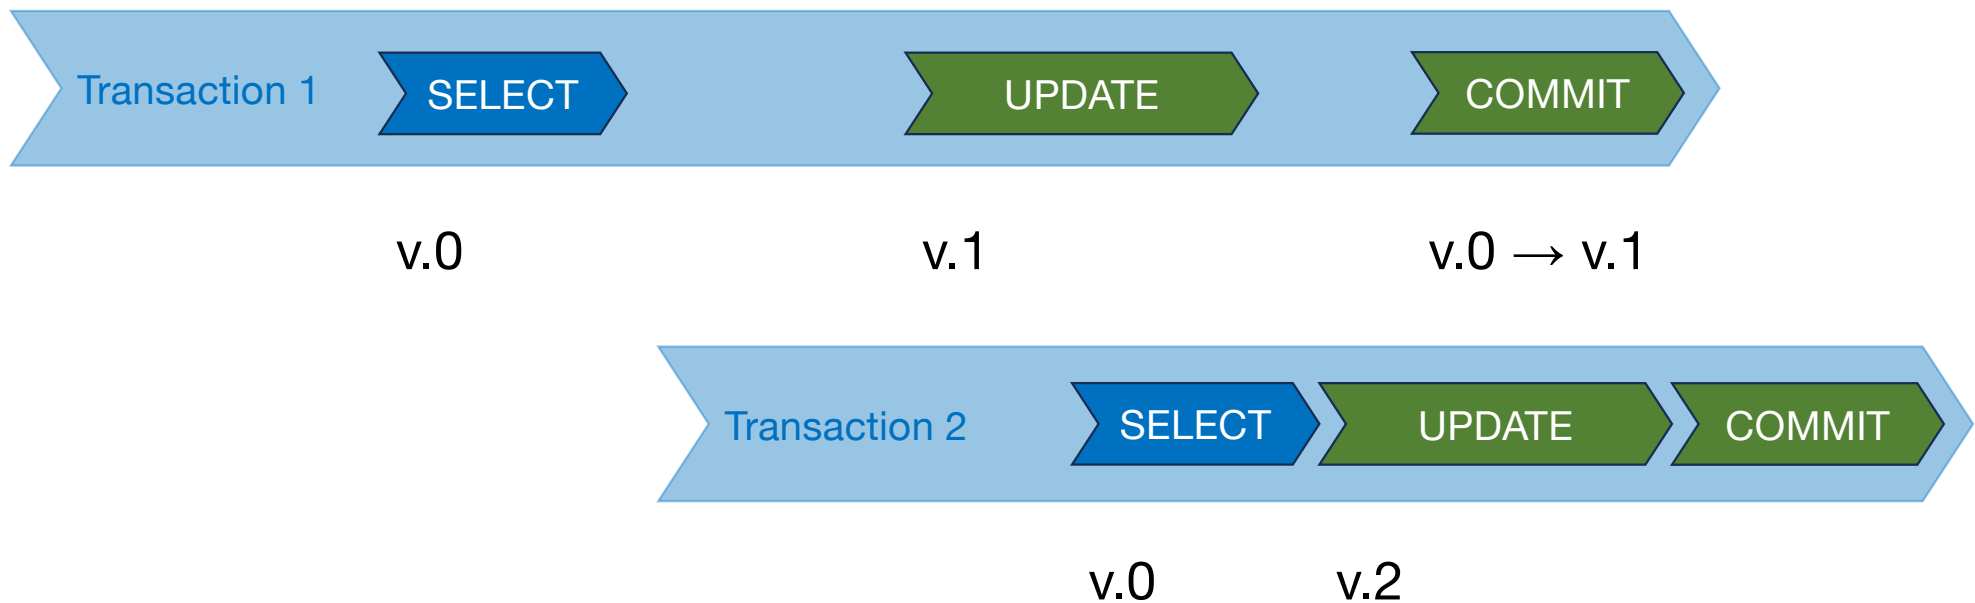 Transaction 1 SELECT UPDATE COMMIT
v.0 v.1 v.0 → v.1
Transaction 2 SELECT UPDATE COMMIT
v.0 v.2